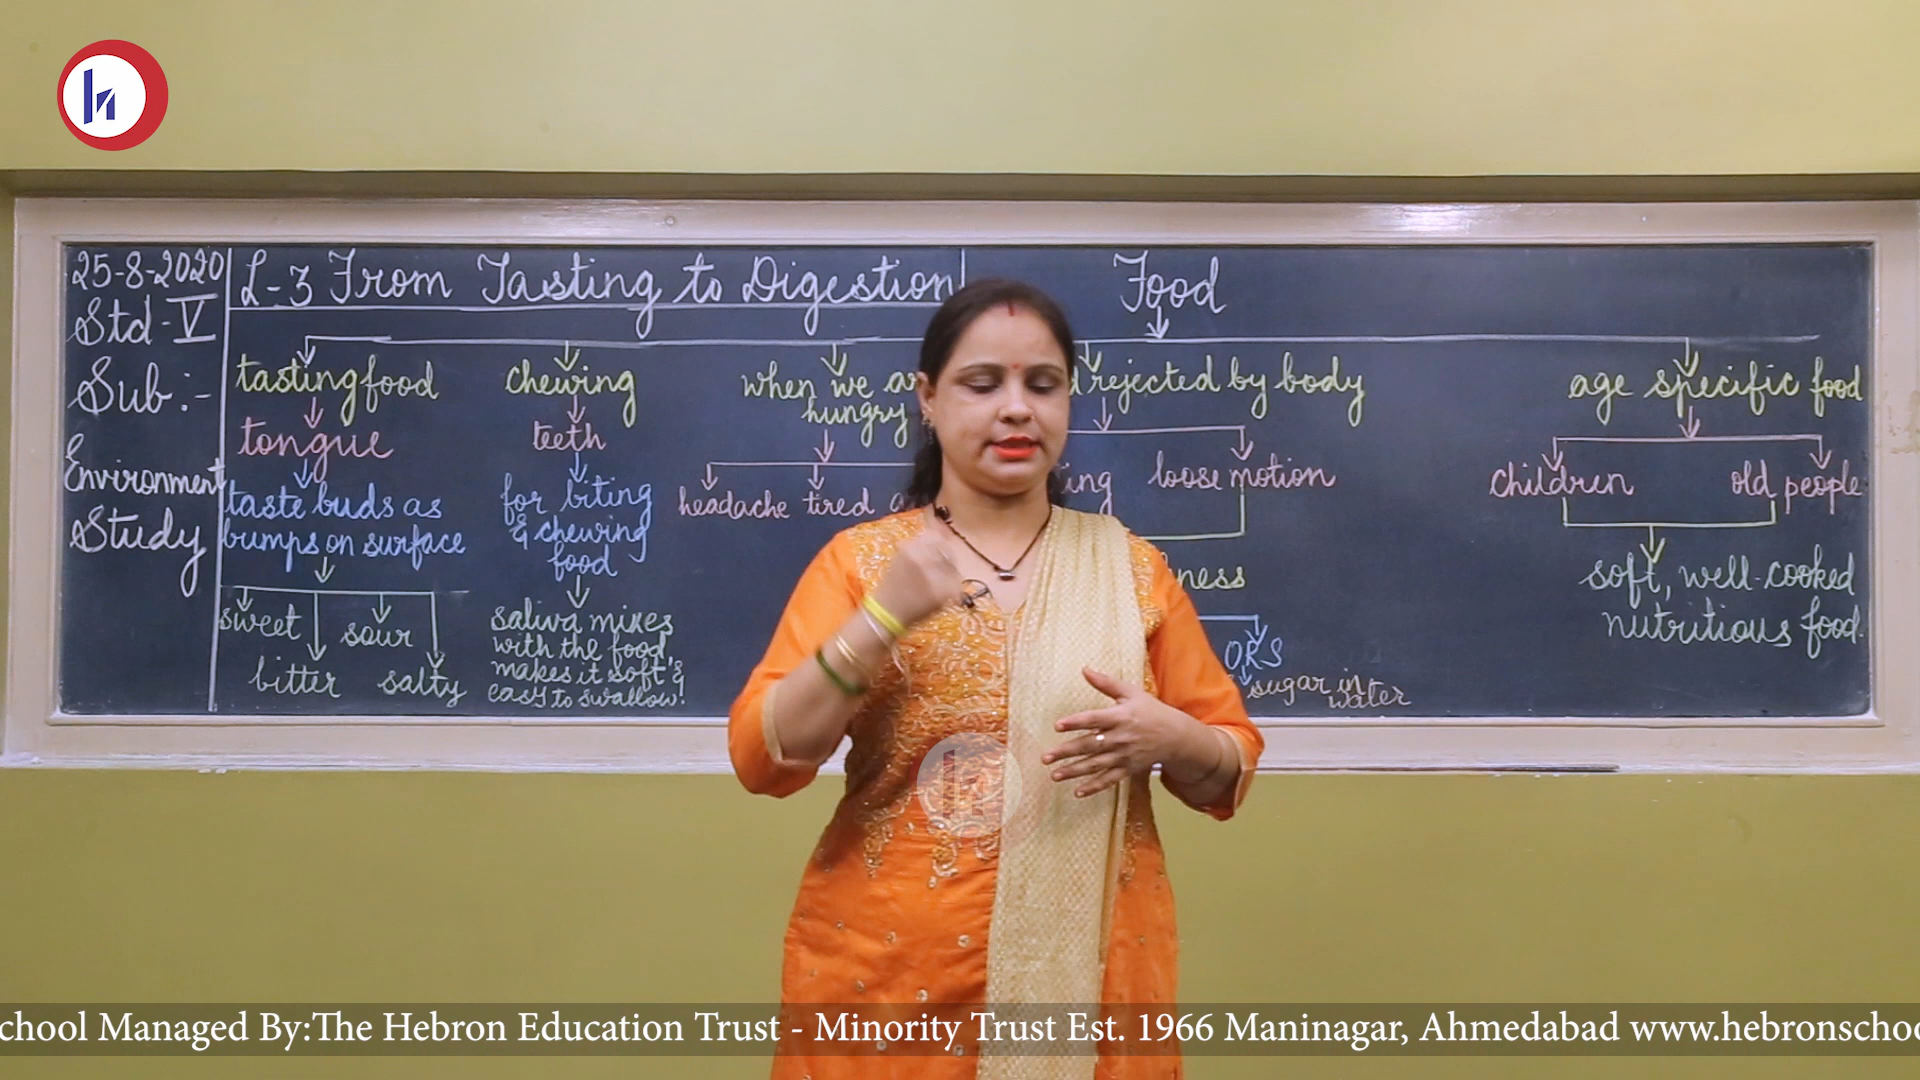 25-8-2020
Std-V
Sub:-
Environment
Study
L-3 From Tasting to Digestion
Food
tasting food
tongue
taste buds as
bumps on surface
sweet
sour
bitter
salty
chewing
teeth
for biting
& chewing
food
saliva mixes
with the food,
makes it soft &
easy to swallow!
when we
hungry
headache tired
rejected by body
loose motion
ORS
sugar in
water
age specific food
children
old people
soft, well-cooked
nutritious food.
chool Managed By:The Hebron Education Trust - Minority Trust Est. 1966 Maninagar, Ahmedabad www.hebronschoo